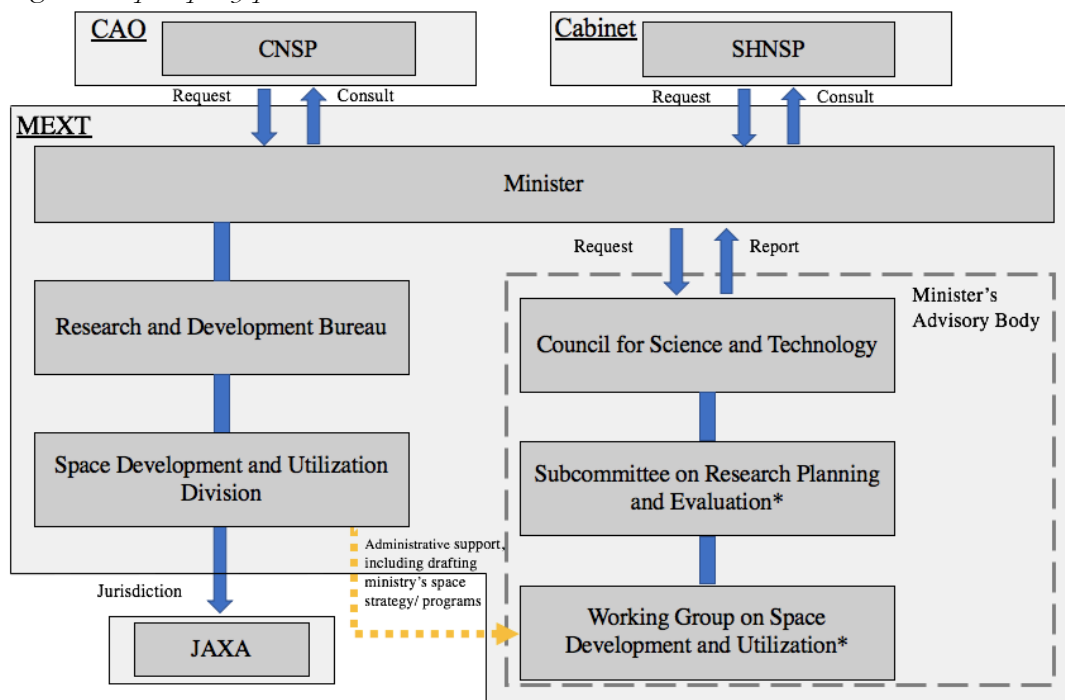 CAO
CNSP
Cabinet
SHNSP
Request
Consult
Request
Consult
MEXT
Minister
Request
Report
Minister's
Advisory Body
Research and Development Bureau
Council for Science and Technology
Space Development and Utilization
Division
Subcommittee on Research Planning
and Evaluation*
Administrative support,
including drafting
ministry's space
strategy/ programs
Jurisdiction
Working Group on Space
Development and Utilization*
JAXA